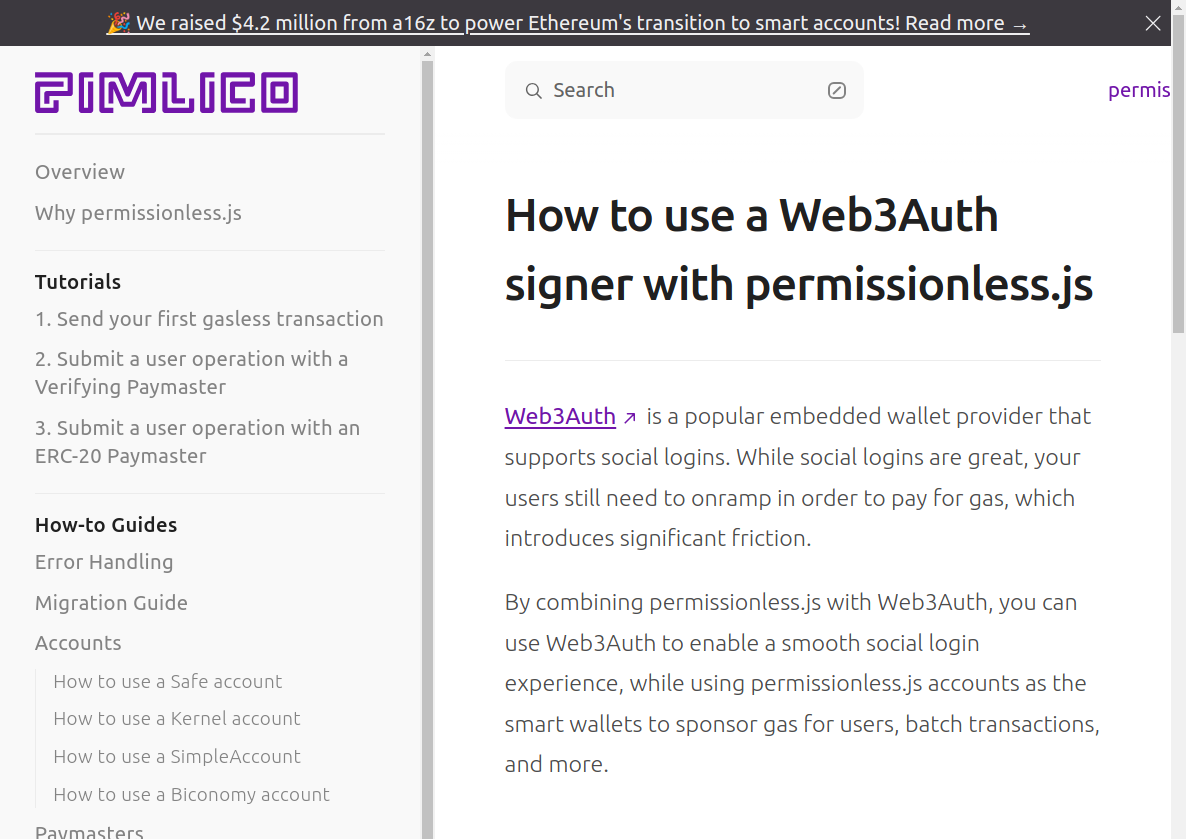 🎉 We raised $4.2 million from a16z to power Ethereum's transition to smart accounts! Read more →
PIMLICO
Overview
Why permissionless.js
Tutorials
1. Send your first gasless transaction
2. Submit a user operation with a
Verifying Paymaster
3. Submit a user operation with an
ERC-20 Paymaster
How-to Guides
Error Handling
Migration Guide
Accounts
How to use a Safe account
How to use a Kernel account
How to use a SimpleAccount
How to use a Biconomy account
Paymasters
Search
permis
How to use a Web3Auth
signer with permissionless.js
Web3Auth ↗ is a popular embedded wallet provider that
supports social logins. While social logins are great, your
users still need to onramp in order to pay for gas, which
introduces significant friction.
By combining permissionless.js with Web3Auth, you can
use Web3Auth to enable a smooth social login
experience, while using permissionless.js accounts as the
smart wallets to sponsor gas for users, batch transactions,
and more.